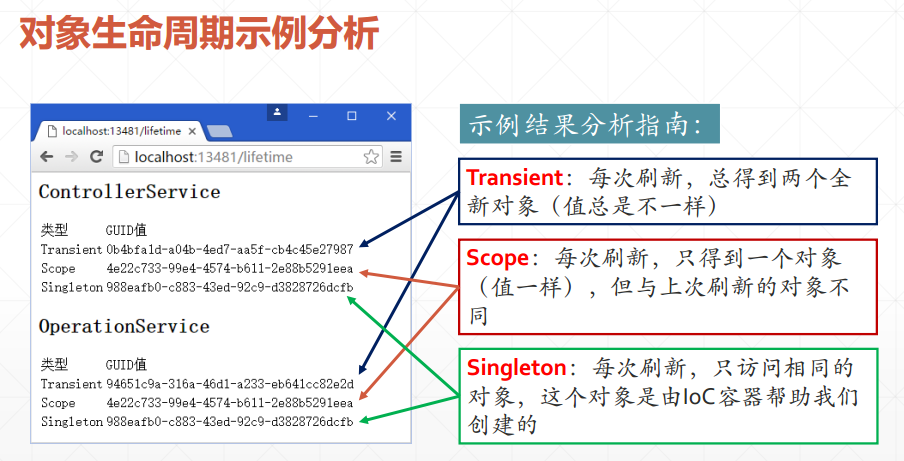 对象生命周期示例分析
localhost:13481/lifetime
localhost:13481/lifetime
ControllerService
类型 GUID值
Transient 0b4bfa1d-a04b-4ed7-aa5f-cb4c45e27987
Scope 4e22c733-99e4-4574-b611-2e88b5291eea
Singleton 988eafb0-c883-43ed-92c9-d3828726dcfb
OperationService
类型 GUID值
Transient 94651c9a-316a-46d1-a233-eb641cc82e2d
Scope 4e22c733-99e4-4574-b611-2e88b5291eea
Singleton 988eafb0-c883-43ed-92c9-d3828726dcfb
示例结果分析指南：
Transient：每次刷新，总得到两个全
新对象（值总是不一样）
Scope：每次刷新，只得到一个对象
（值一样），但与上次刷新的对象不
同
Singleton：每次刷新，只访问相同的
对象，这个对象是由IoC容器帮助我们
创建的